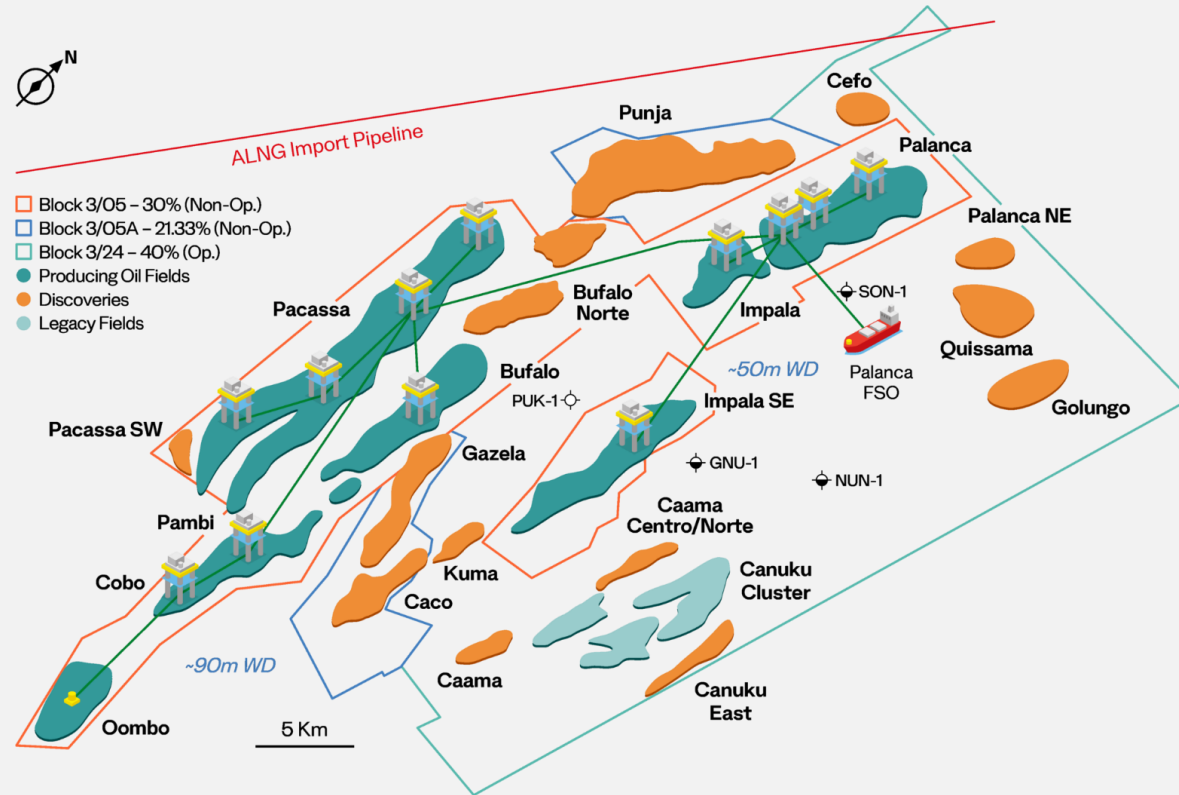 N
ALNG Import Pipeline
Block 3/05 – 30% (Non-Op.)
Block 3/05A – 21.33% (Non-Op.)
Block 3/24 – 40% (Op.)
Producing Oil Fields
Discoveries
Legacy Fields
Cefo
Punja
Palanca
Palanca NE
SON-1
Pacassa
Bufalo
Norte
Impala
Quissama
Palanca
FSO
~50m WD
Golungo
Bufalo
PUK-1
Impala SE
Pacassa SW
Gazela
GNU-1
NUN-1
Caama
Centro/Norte
Pambi
Kuma
Canuku
Cluster
Cobo
Caco
~90m WD
Caama
Canuku
East
Oombo
5 Km